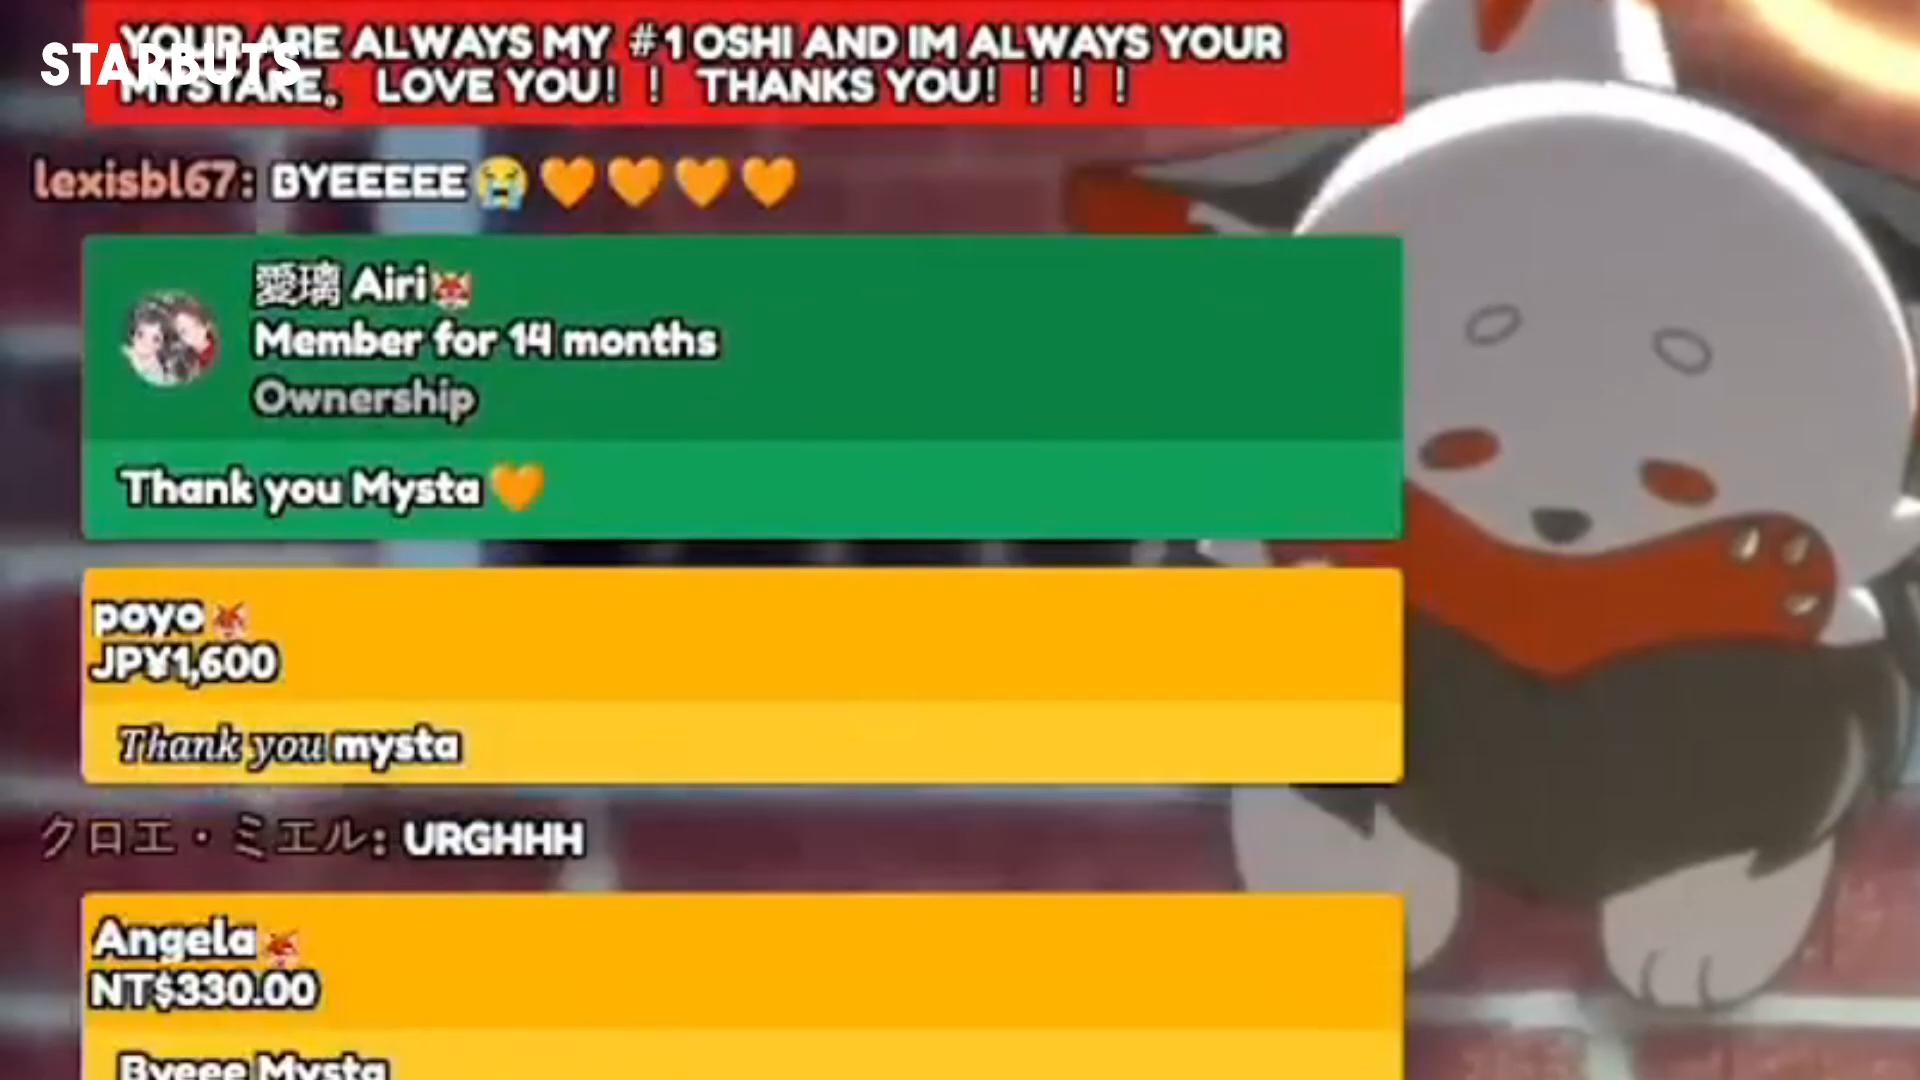 STARBUTS
YOUR ARE ALWAYS MY #1 OSHI AND IM ALWAYS YOUR
MYSTAKE。 LOVE YOU！！ THANKS YOU！！！！
lexisbl67: BYEEEEE😭🧡🧡🧡🧡
愛璃 Airi🦊
Member for 14 months
Ownership
Thank you Mysta🧡
poyo🦊
JP¥1,600
Thank you mysta
クロエ・ミエル: URGHHH
Angela🦊
NT$330.00
Byeee Mysta